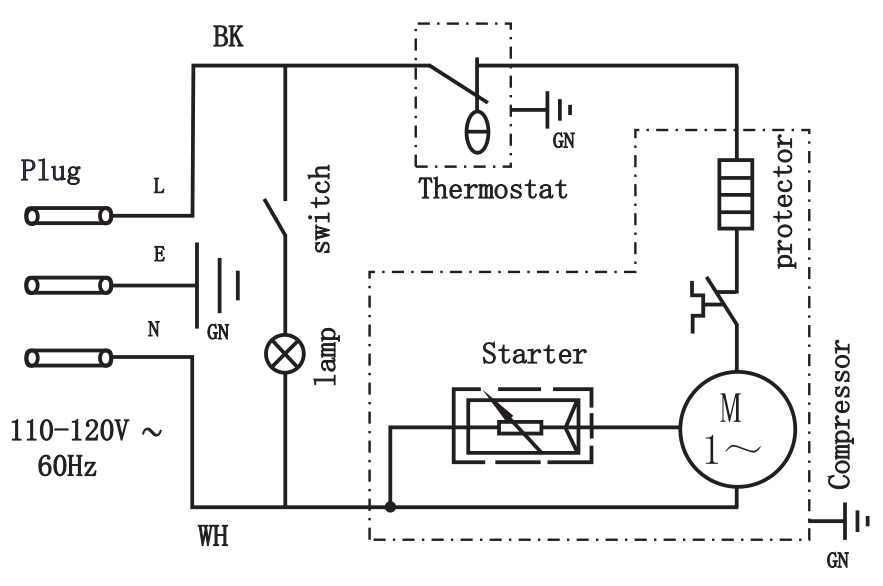 BK
GN
Plug
L
Thermostat
protector
switch
E
GN
N
lamp
Starter
Compressor
M
1~
110-120V ~
60Hz
WH
GN